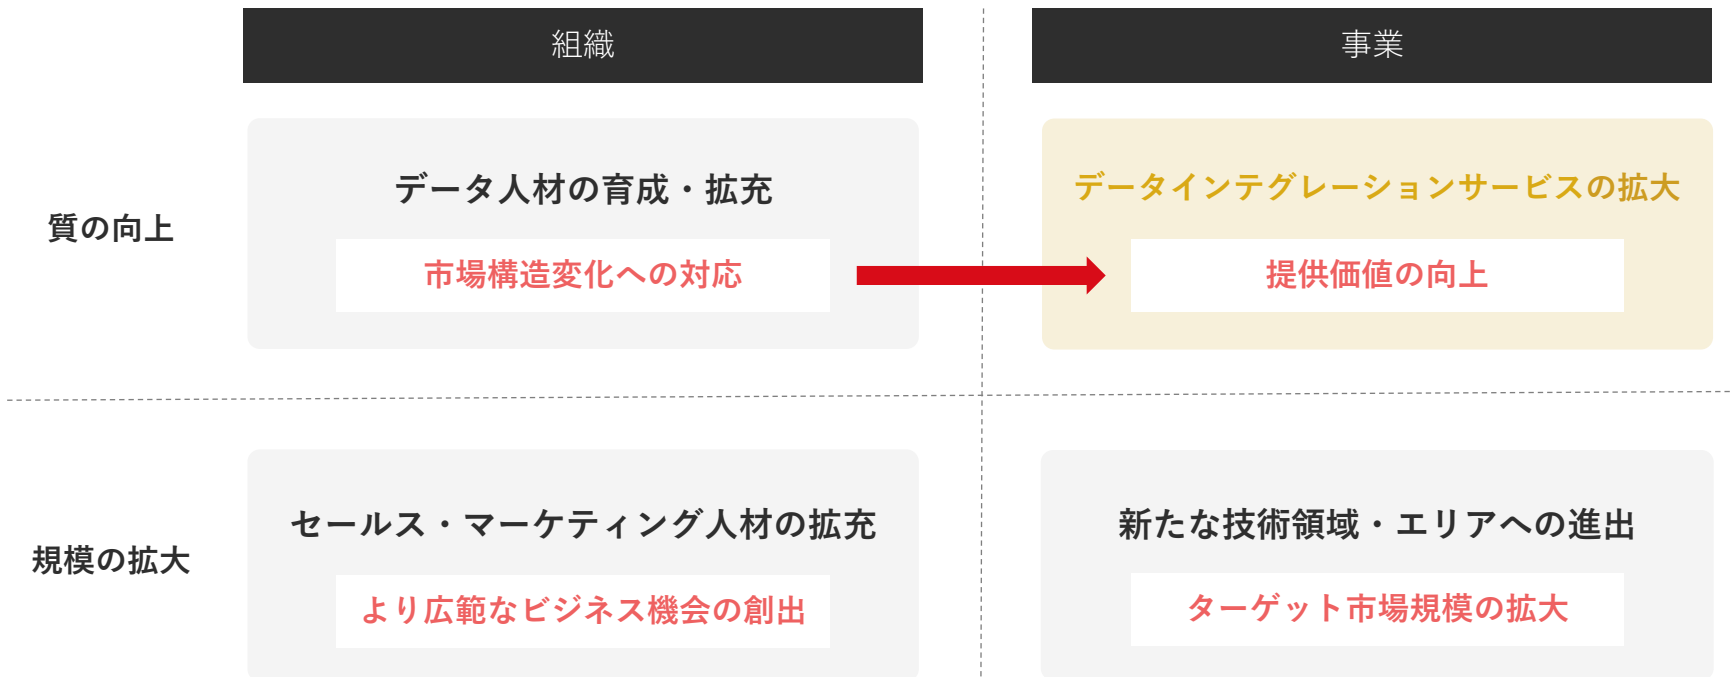 組織
事業
質の向上
データ人材の育成・拡充
市場構造変化への対応
データインテグレーションサービスの拡大
提供価値の向上
規模の拡大
セールス・マーケティング人材の拡充
より広範なビジネス機会の創出
新たな技術領域・エリアへの進出
ターゲット市場規模の拡大